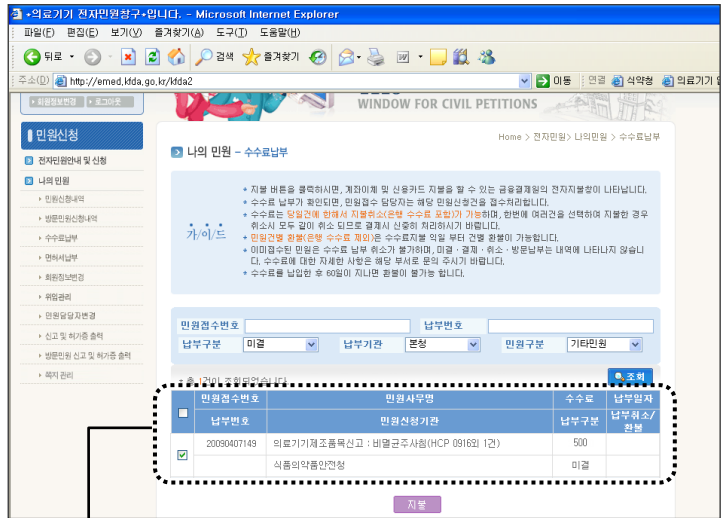 •의료기기 전자민원창구•입니다. - Microsoft Internet Explorer
파일(F) 편집(E) 보기(V) 즐겨찾기(A) 도구(T) 도움말(H)
뒤로 검색 즐겨찾기
주소(D) http://emed.kfda.go.kr/kfda2 이동 연결 식약청 의료기기
회원정보변경 로그아웃
WINDOW FOR CIVIL PETITIONS
민원신청
Home > 전자민원> 나의민원 > 수수료납부
나의 민원 - 수수료납부
전자민원안내 및 신청
나의 민원
민원신청내역
방문민원신청내역
수수료납부
면허세납부
회원정보변경
위임관리
민원담당자변경
신고 및 허가증 출력
방문민원 신고 및 허가증 출력
쪽지 관리
가/이/드
* 지불 버튼을 클릭하시면, 계좌이체 및 신용카드 지불을 할 수 있는 금융결제원의 전자지불창이 나타납니다.
* 수수료 납부가 확인되면, 민원접수 담당자는 해당 민원신청건을 접수처리합니다.
* 수수료는 당일건에 한해서 지불취소(은행 수수료 포함)가 가능하며, 한번에 여러건을 선택하여 지불한 경우
취소시 모두 같이 취소 되므로 결제시 신중히 처리하시기 바랍니다.
* 민원건별 환불(은행 수수료 제외)은 수수료지불 익일 부터 건별 환불이 가능합니다.
* 이미접수된 민원은 수수료 납부 취소가 불가하며, 미결 · 결제 · 취소 · 방문납부는 내역에 나타나지 않습니
다. 수수료에 대한 자세한 사항은 해당 부서로 문의 주시기 바랍니다.
* 수수료를 납입한 후 60일이 지나면 환불이 불가능 합니다.
민원접수번호 납부번호
납부구분 미결 납부기관 본청 민원구분 기타민원
* 총 1건이 조회되었습니다. 조회
민원접수번호 민원사무명 수수료 납부일자
납부번호 민원신청기관 납부구분 납부취소/
환불
20090407149 의료기기제조품목신고 : 비멸균주사침(HCP 0916외 1건) 500
식품의약품안전청 미결
지불